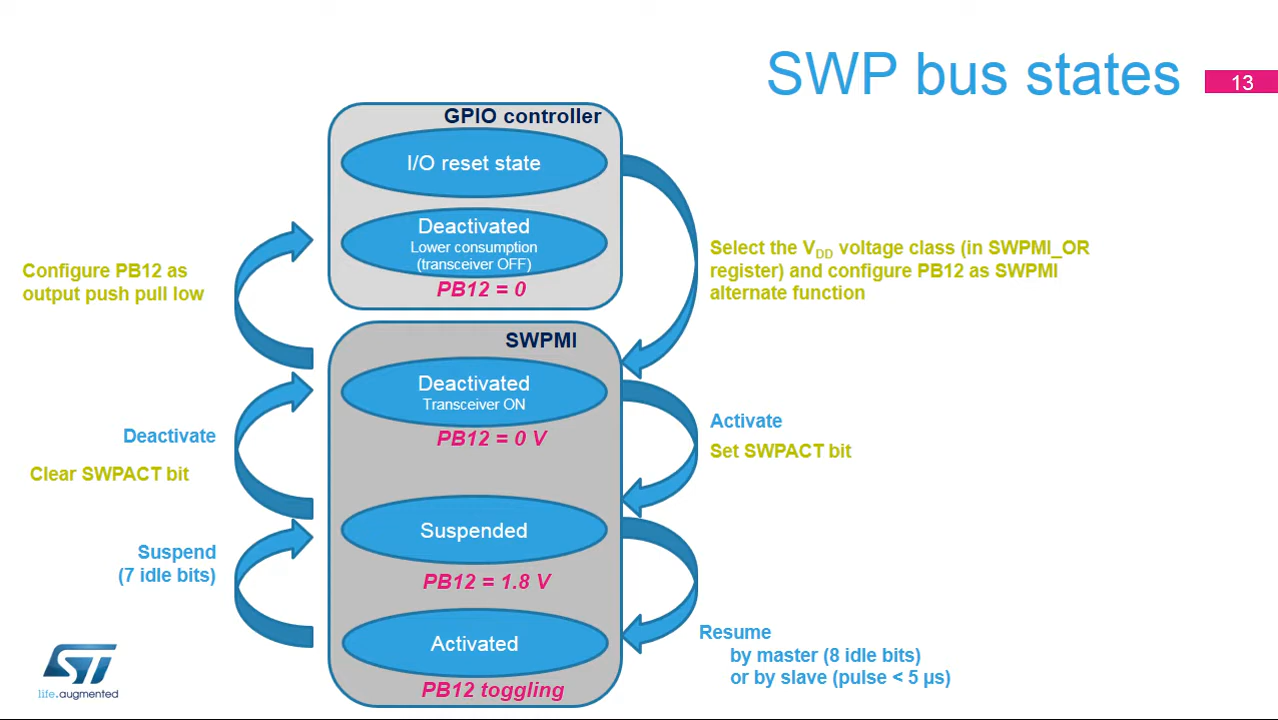 SWP bus states
13
GPIO controller
I/O reset state
Deactivated
Lower consumption
(transceiver OFF)
PB12 = 0
Configure PB12 as
output push pull low
Select the VDD voltage class (in SWPMI_OR
register) and configure PB12 as SWPMI
alternate function
SWPMI
Deactivated
Transceiver ON
PB12 = 0 V
Deactivate
Clear SWPACT bit
Activate
Set SWPACT bit
Suspended
PB12 = 1.8 V
Suspend
(7 idle bits)
Activated
PB12 toggling
Resume
by master (8 idle bits)
or by slave (pulse < 5 µs)
ST
life.augmented